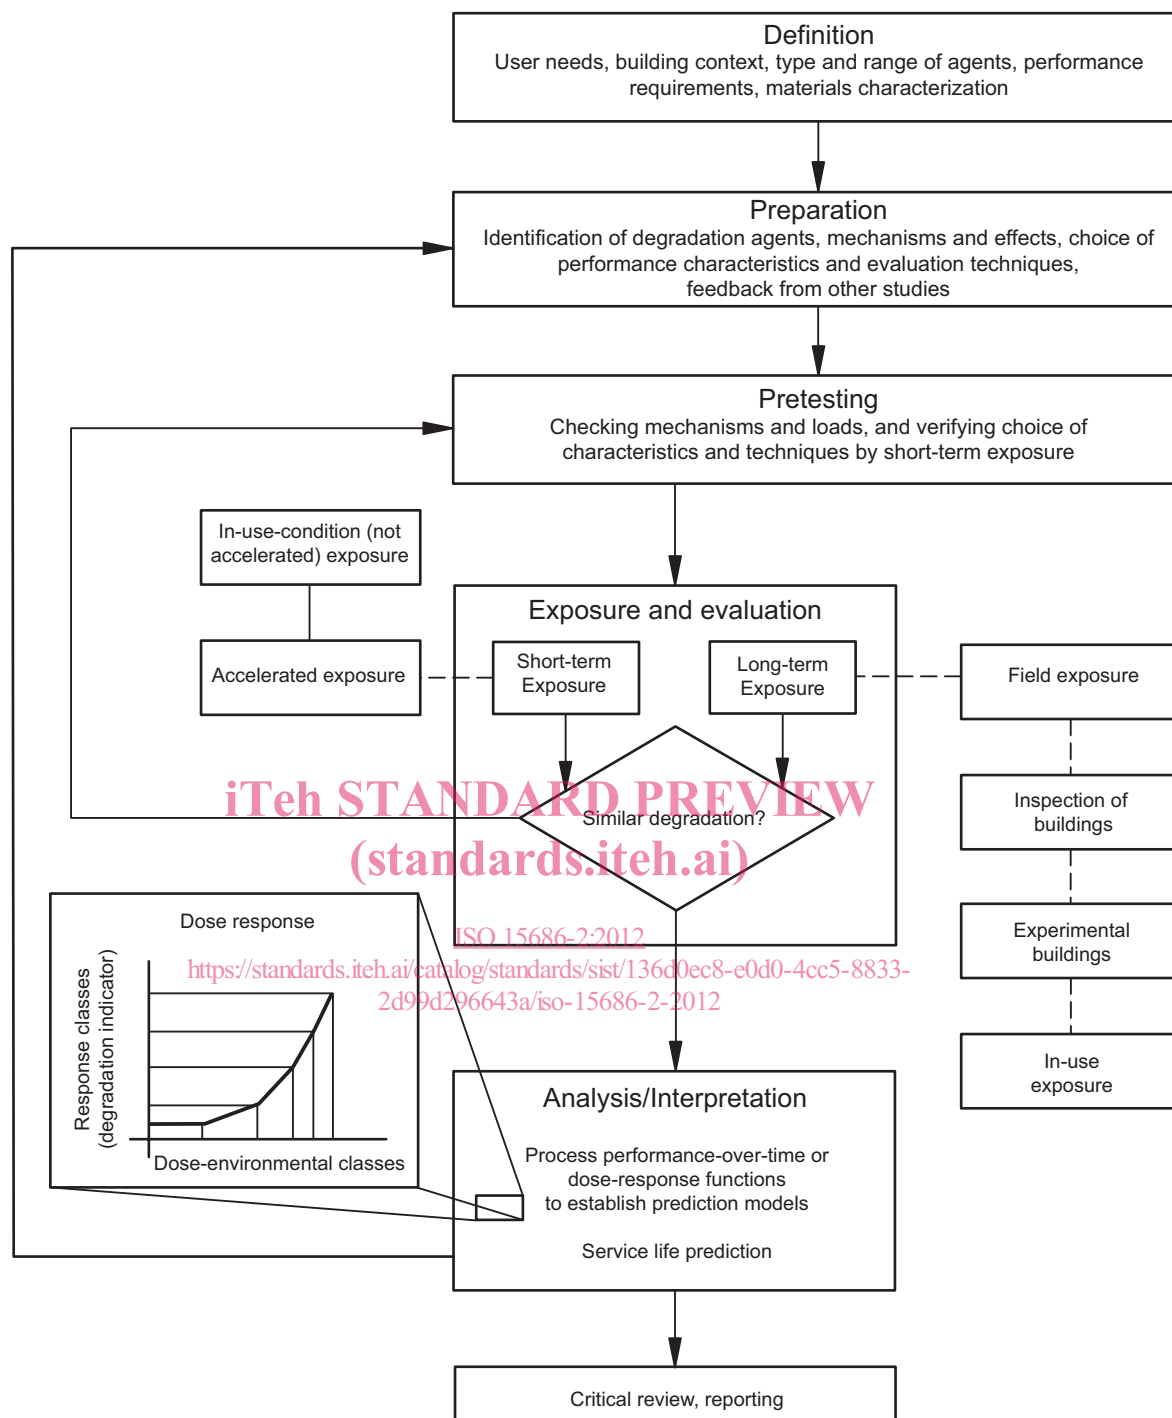 Definition
User needs, building context, type and range of agents, performance
requirements, materials characterization
Preparation
Identification of degradation agents, mechanisms and effects, choice of
performance characteristics and evaluation techniques,
feedback from other studies
Pretesting
Checking mechanisms and loads, and verifying choice of
characteristics and techniques by short-term exposure
In-use-condition (not
accelerated) exposure
Accelerated exposure
Exposure and evaluation
Short-term
Exposure
Long-term
Exposure
Field exposure
iTeh STANDARD PREVIEW
(standards.iteh.ai)
Similar degradation?
Inspection of
buildings
Experimental
buildings
In-use
exposure
ISO 15686-2:2012
https://standards.iteh.ai/catalog/standards/sist/136d0ec8-e0d0-4cc5-8833-
2d99d296643a/iso-15686-2-2012
Dose response
Response classes
(degradation indicator)
Dose-environmental classes
Analysis/Interpretation
Process performance-over-time or
dose-response functions
to establish prediction models
Service life prediction
Critical review, reporting